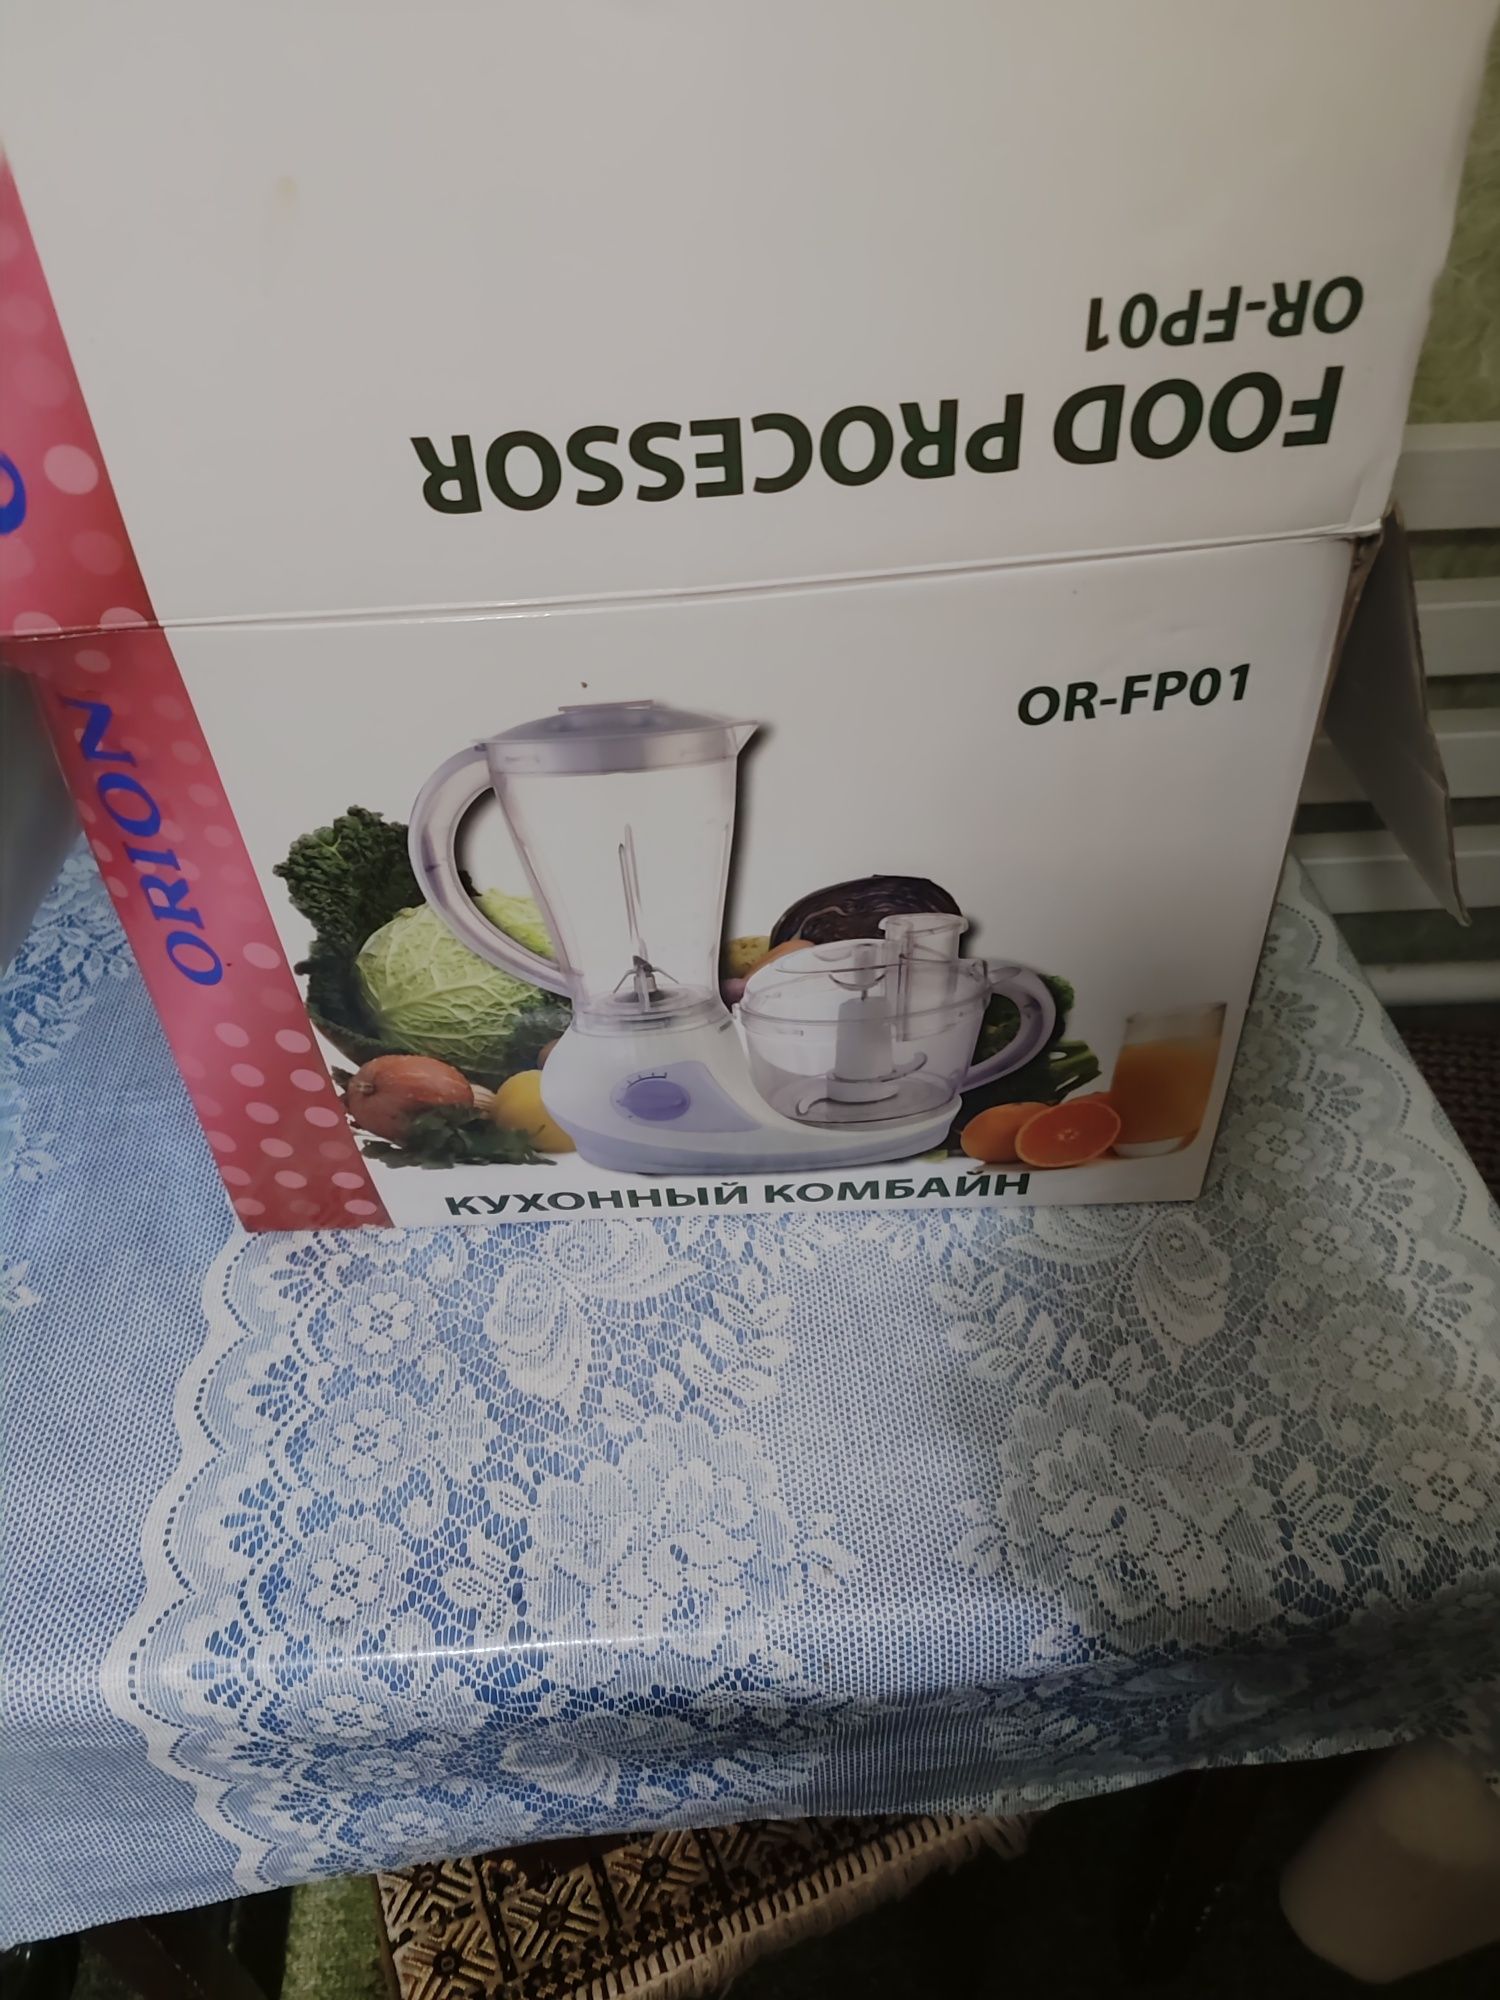 OR-FP01
FOOD PROCESSOR
ORION
OR-FP01
КУХОННЫЙ КОМБАЙН